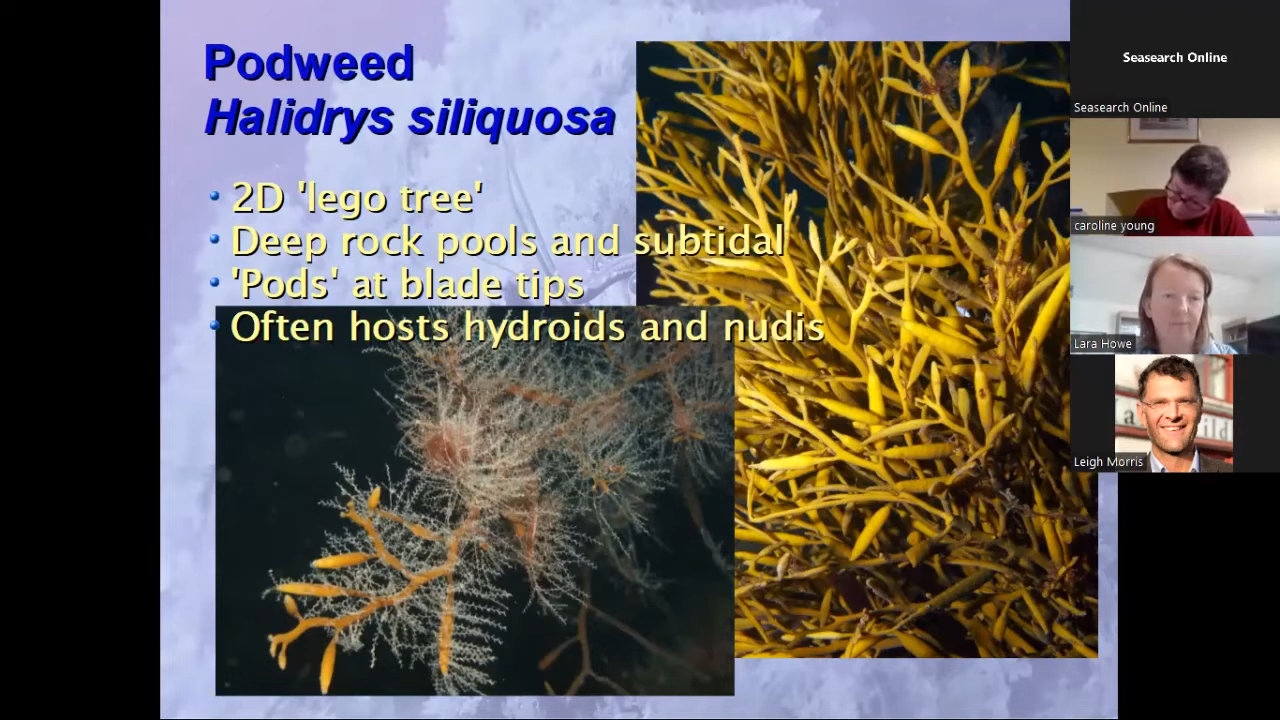 Podweed
Halidrys siliquosa
2D 'lego tree'
Deep rock pools and subtidal
'Pods' at blade tips
Often hosts hydroids and nudis
Seasearch Online
Seasearch Online
caroline young
Lara Howe
Leigh Morris